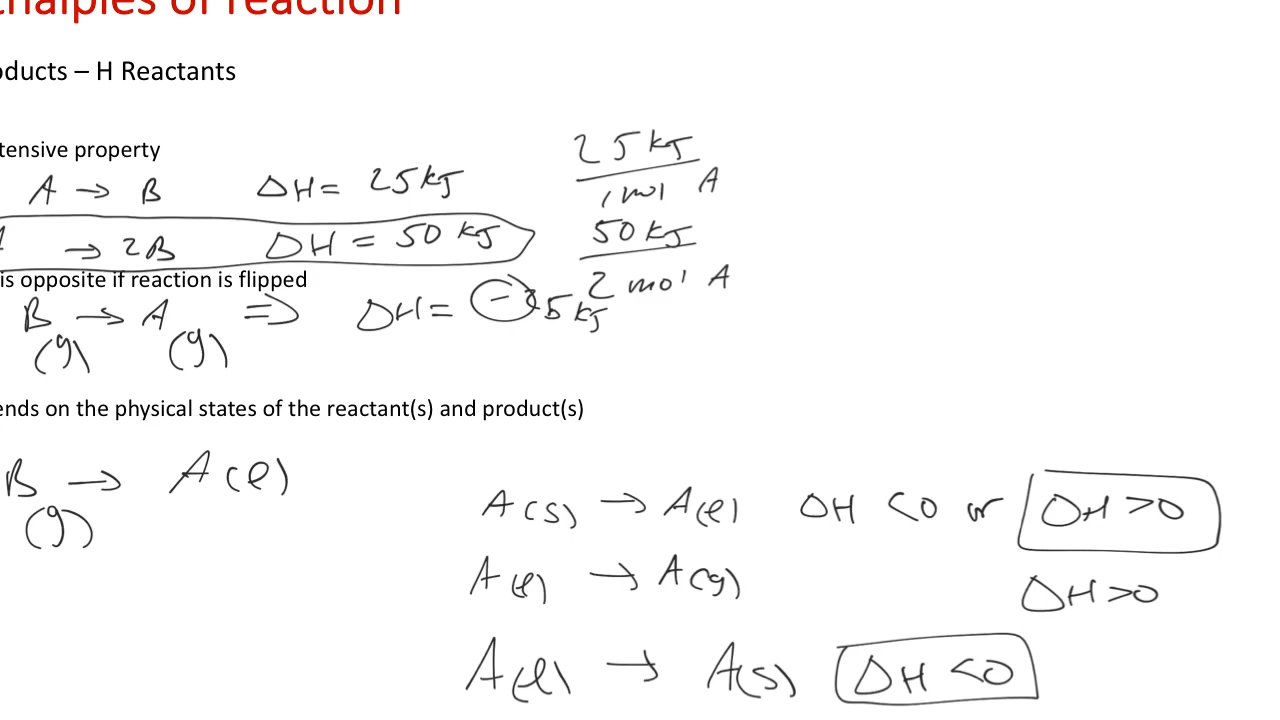 nthalpies of reaction
oducts – H Reactants
tensive property
25 kJ
1 mol A
A → B ΔH = 25 kJ
→ 2B ΔH = 50 kJ
50 kJ
2 mol A
is opposite if reaction is flipped
B (g) → A (g) ⇒ ΔH = -25 kJ
ends on the physical states of the reactant(s) and product(s)
B (g) → A (l)
A (s) → A (l) ΔH < 0 or ΔH > 0
A (l) → A (g) ΔH > 0
A (l) → A (s) ΔH < 0